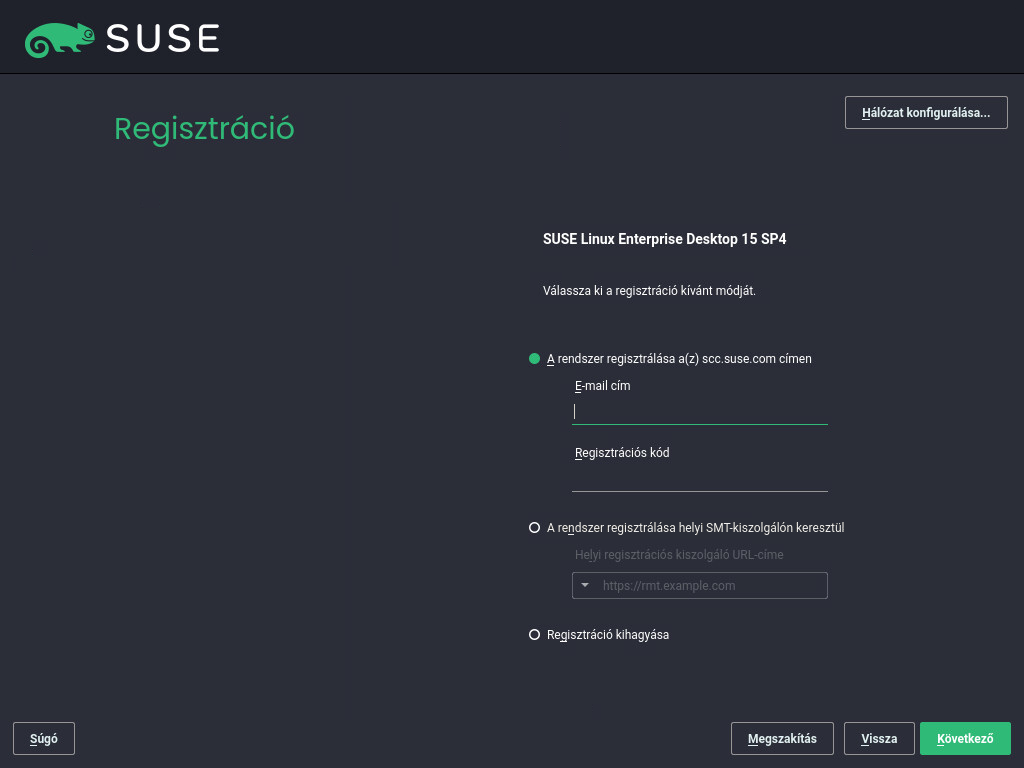 SUSE
Regisztráció
Hálózat konfigurálása...
SUSE Linux Enterprise Desktop 15 SP4
Válassza ki a regisztráció kívánt módját.
A rendszer regisztrálása a(z) scc.suse.com címen
E-mail cím
Regisztrációs kód
A rendszer regisztrálása helyi SMT-kiszolgálón keresztül
Helyi regisztrációs kiszolgáló URL-címe
https://rmt.example.com
Regisztráció kihagyása
Súgó
Megszakítás
Vissza
Következő